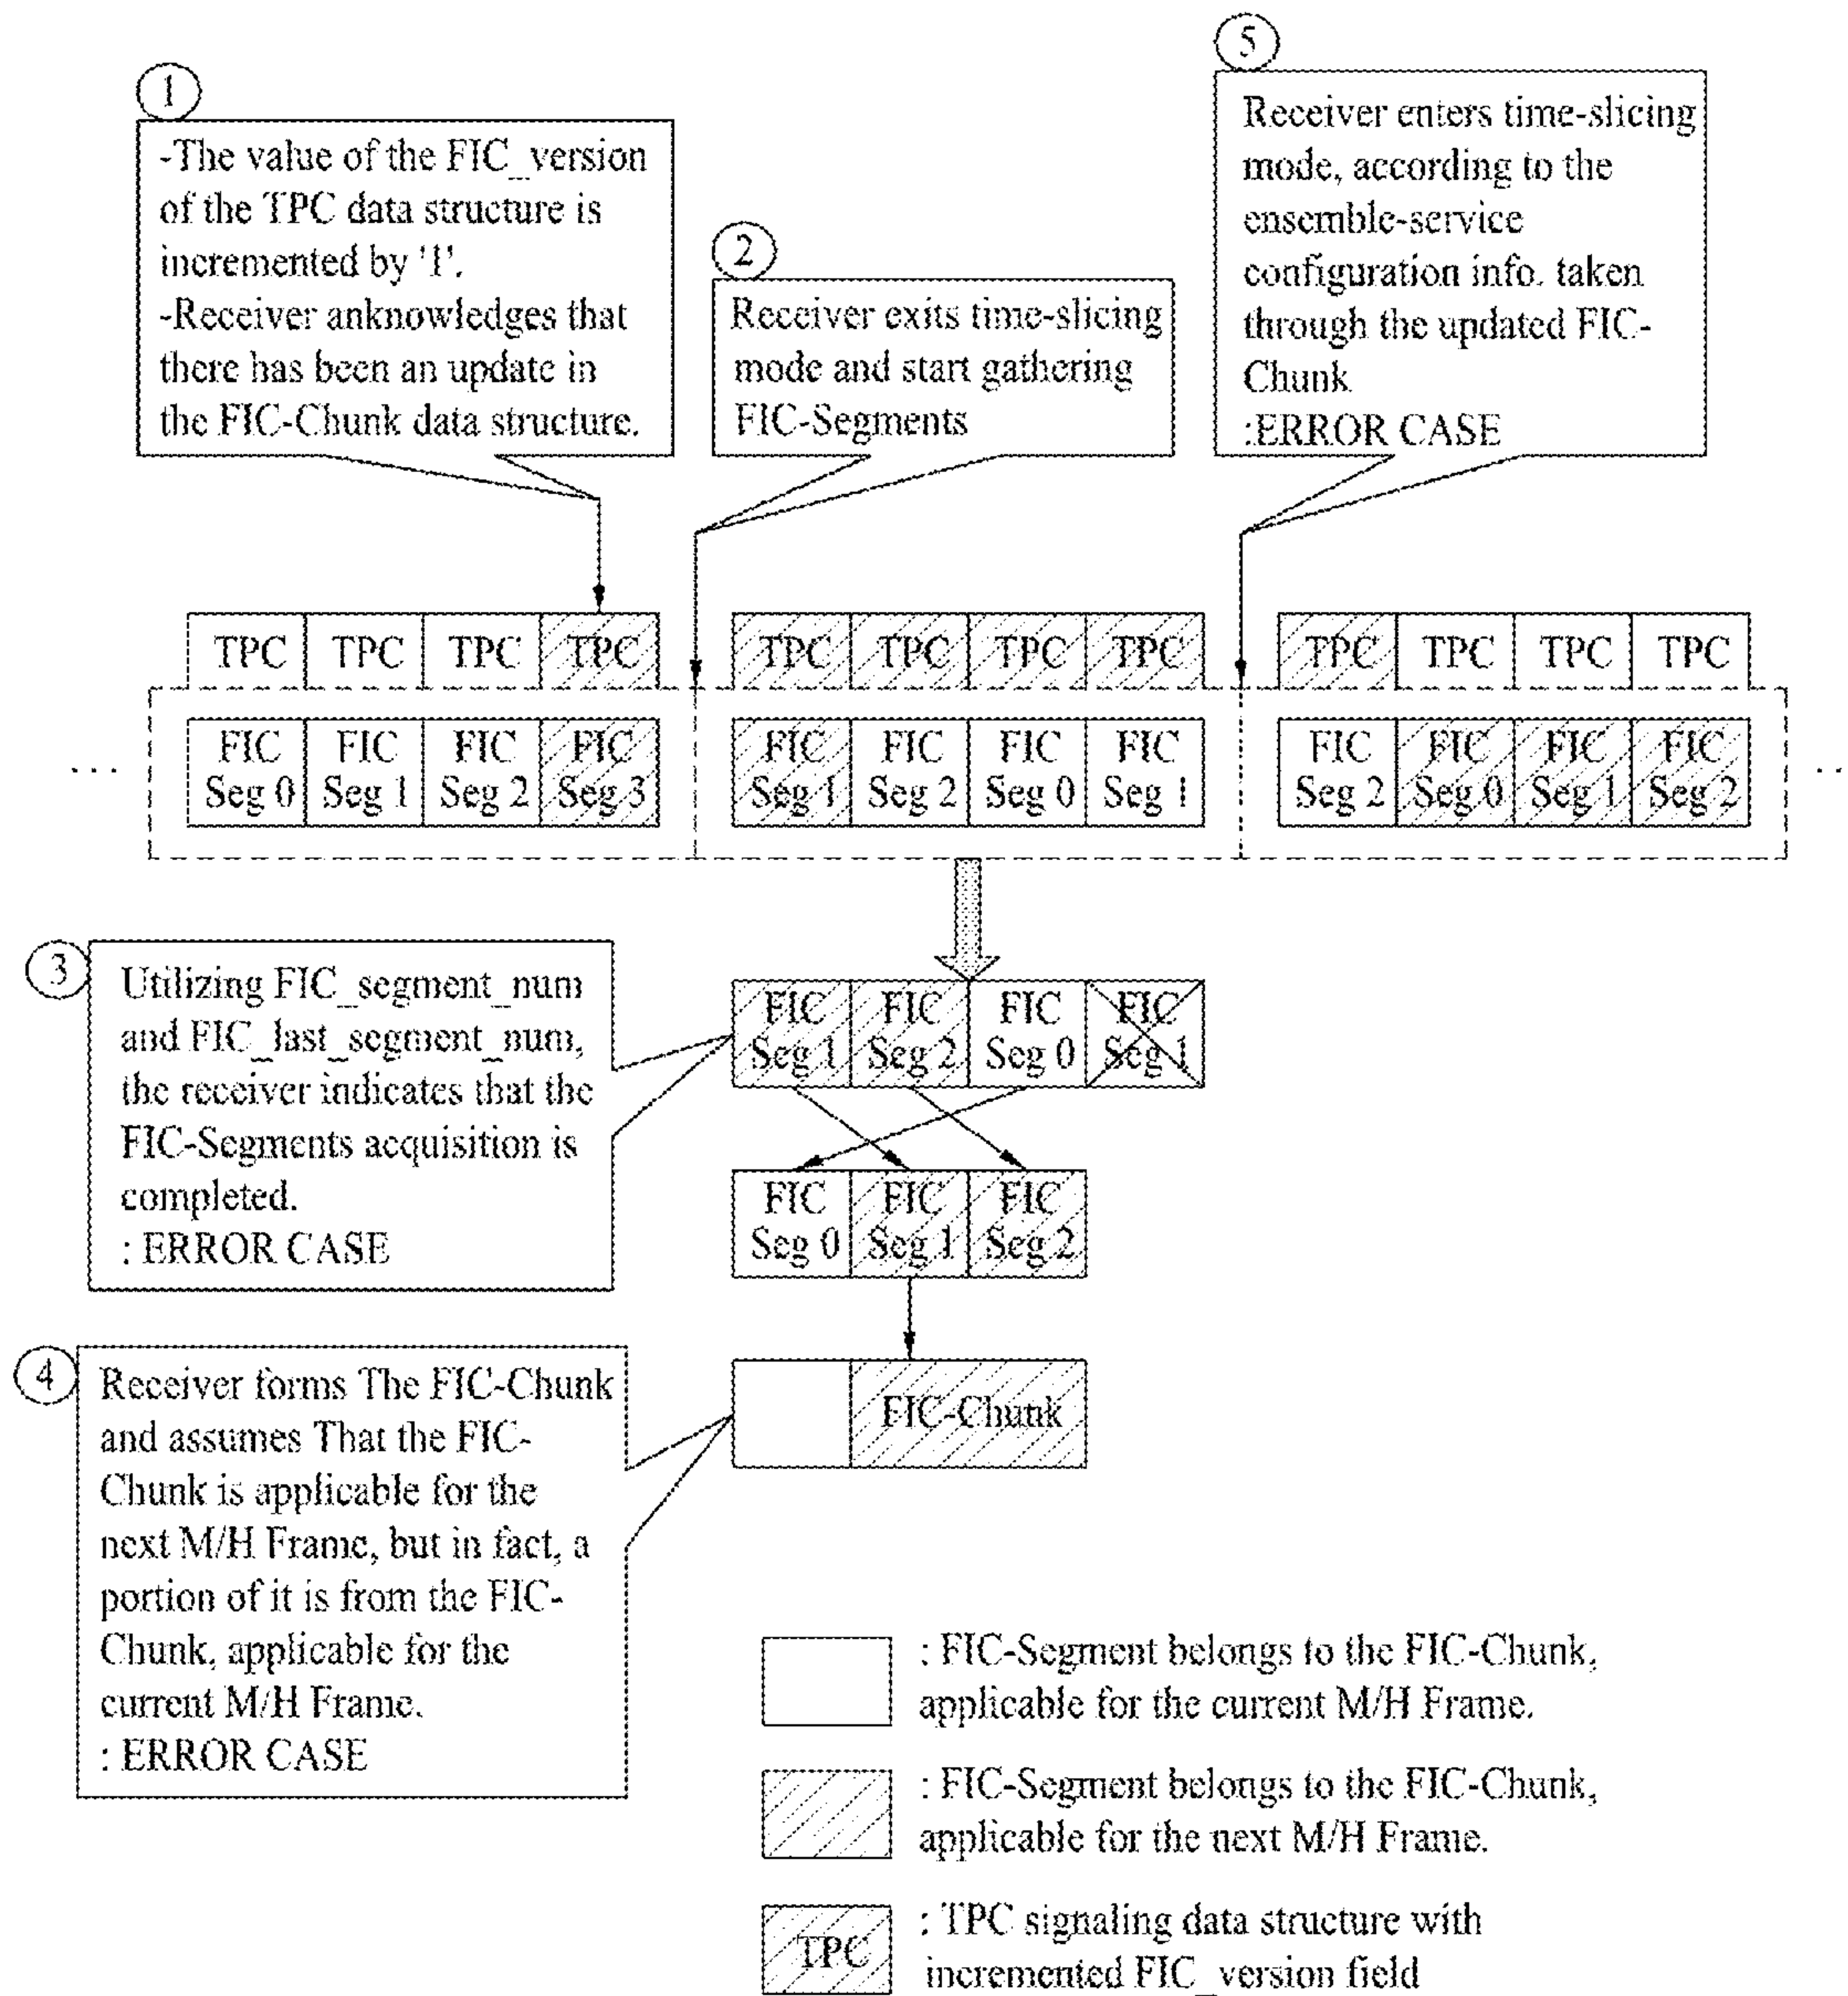 1
-The value of the FIC_version
of the TPC data structure is
incremented by '1'.
-Receiver anknowledges that
there has been an update in
the FIC-Chunk data structure.
2
Receiver exits time-slicing
mode and start gathering
FIC-Segments
5
Receiver enters time-slicing
mode, according to the
ensemble-service
configuration info. taken
through the updated FIC-
Chunk
:ERROR CASE
TPC TPC TPC TPC TPC TPC TPC TPC TPC TPC TPC TPC
... FIC FIC FIC FIC FIC FIC FIC FIC FIC FIC FIC FIC ..
Seg 0 Seg 1 Seg 2 Seg 3 Seg 1 Seg 2 Seg 0 Seg 1 Seg 2 Seg 0 Seg 1 Seg 2
3
Utilizing FIC_segment_num
and FIC_last_segment_num,
the receiver indicates that the
FIC-Segments acquisition is
completed.
: ERROR CASE
FIC FIC FIC FIC
Seg 1 Seg 2 Seg 0 Seg 1
FIC FIC FIC
Seg 0 Seg 1 Seg 2
FIC-Chunk
4
Receiver forms The FIC-Chunk
and assumes That the FIC-
Chunk is applicable for the
next M/H Frame, but in fact, a
portion of it is from the FIC-
Chunk, applicable for the
current M/H Frame.
: ERROR CASE
: FIC-Segment belongs to the FIC-Chunk,
applicable for the current M/H Frame.
: FIC-Segment belongs to the FIC-Chunk,
applicable for the next M/H Frame.
TPC : TPC signaling data structure with
incremented FIC_version field